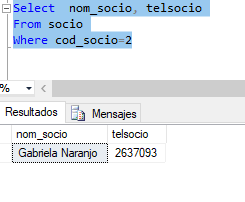 Select nom_socio, telsocio
From socio
Where cod_socio=2
%
Resultados Mensajes
nom_socio telsocio
Gabriela Naranjo 2637093